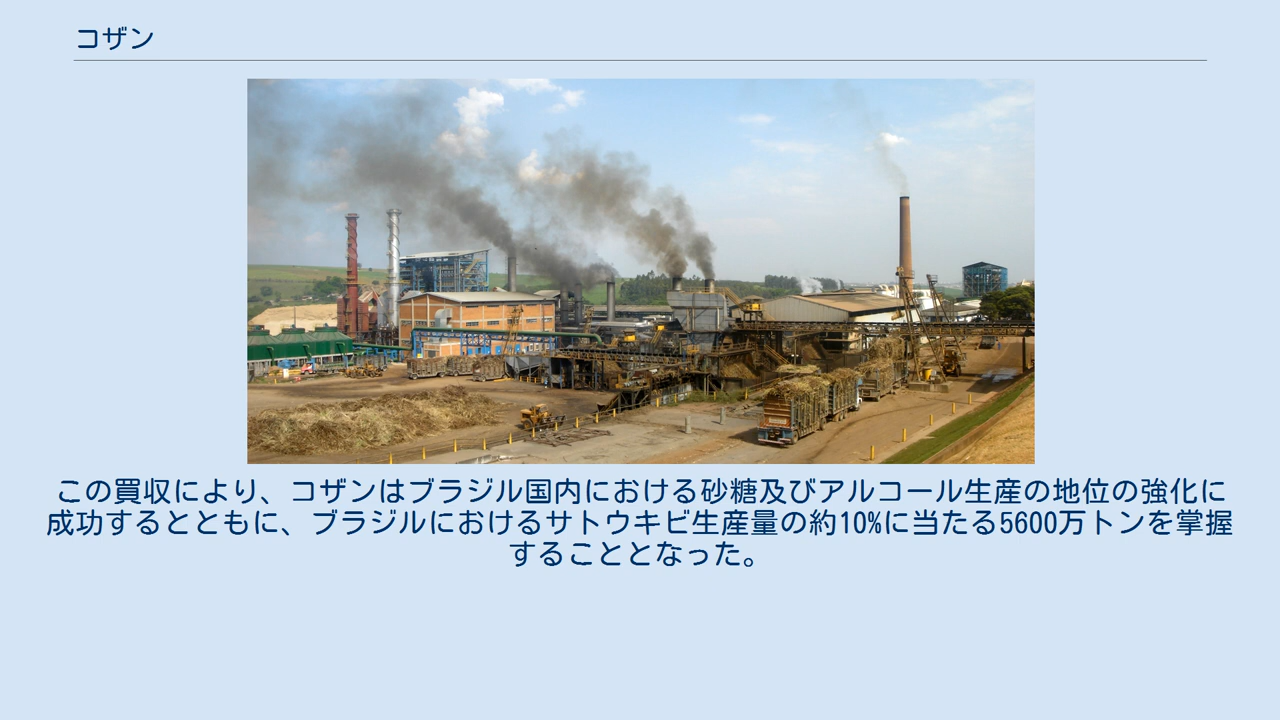 コザン
この買収により、コザンはブラジル国内における砂糖及びアルコール生産の地位の強化に
成功するとともに、ブラジルにおけるサトウキビ生産量の約10%に当たる5600万トンを掌握
することとなった。